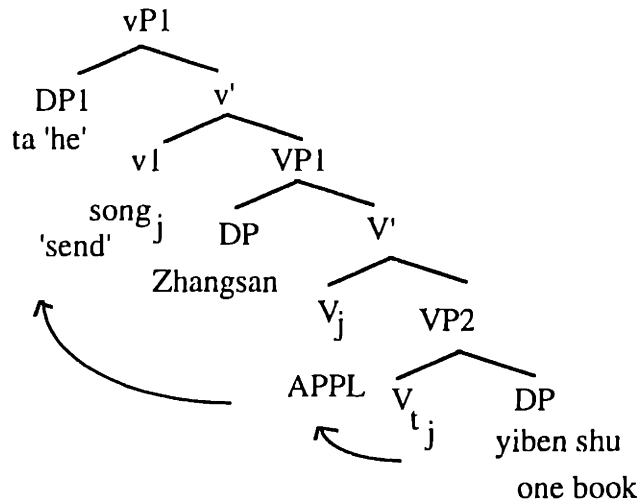 vP1
DP1 v'
ta 'he'
v1 VP1
song j DP V'
'send'
Zhangsan
V j VP2
APPL V DP
t j
yiben shu
one book